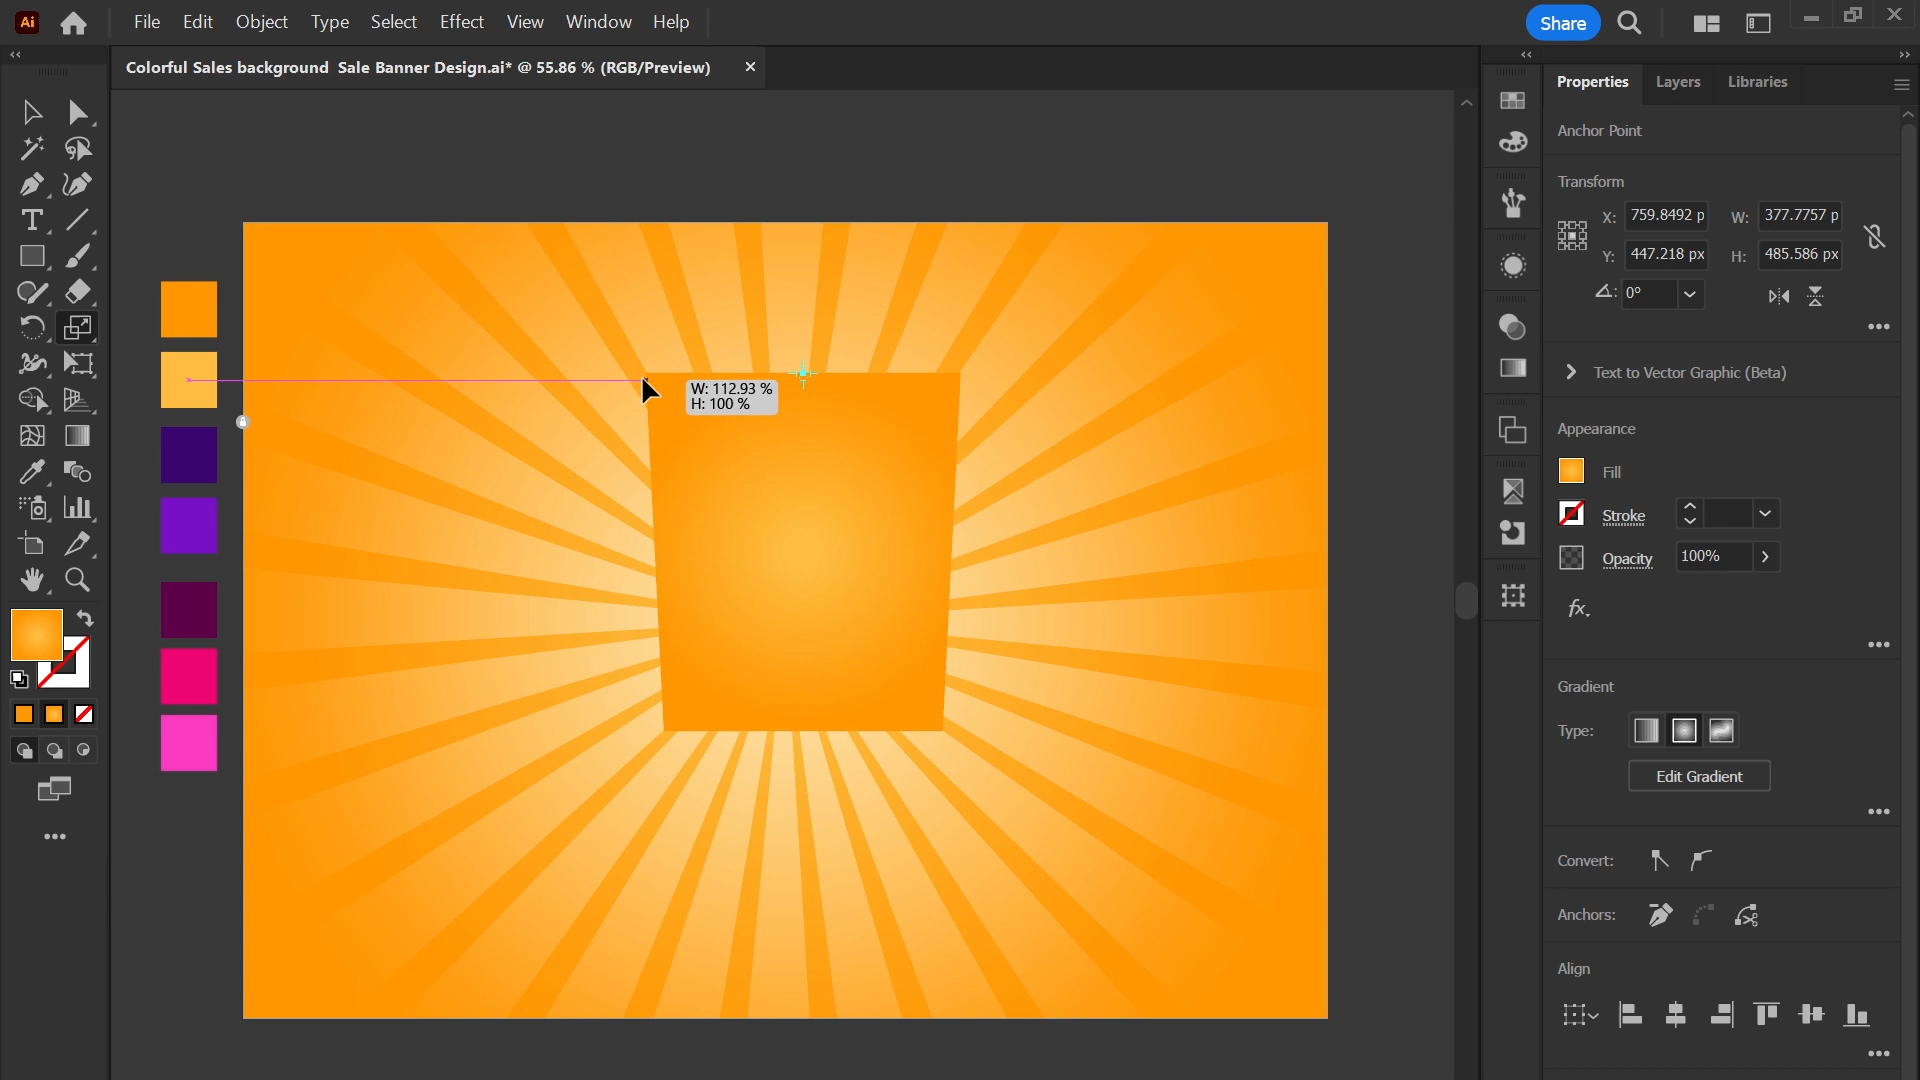 Ai File Edit Object Type Select Effect View Window Help Share
Colorful Sales background Sale Banner Design.ai* @ 55.86 % (RGB/Preview)
Properties Layers Libraries
Anchor Point
Transform
X: 759.8492 p W: 377.7757 p
Y: 447.218 px H: 485.586 px
0°
Text to Vector Graphic (Beta)
W: 112.93 %
H: 100 %
Appearance
Fill
Stroke
Opacity 100%
fx.
Gradient
Type:
Edit Gradient
Convert:
Anchors:
Align